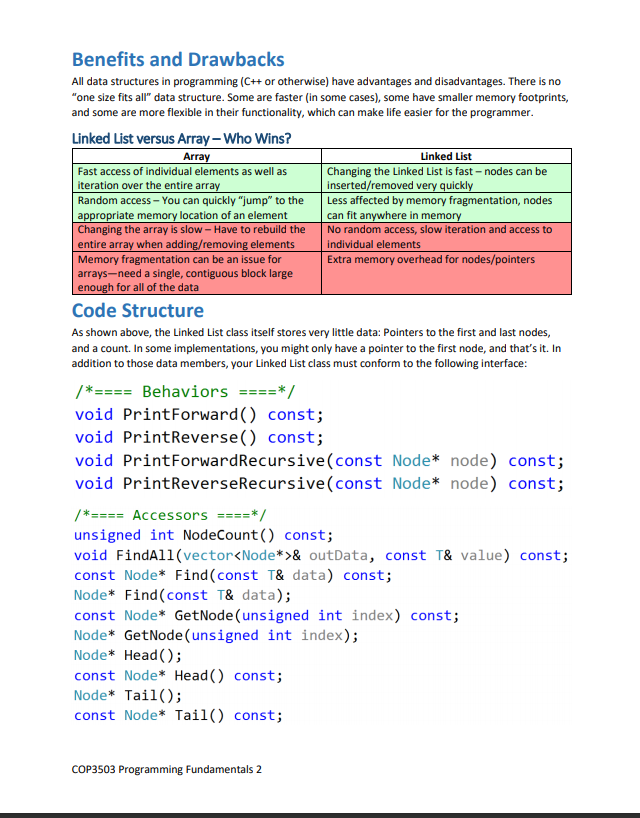 Benefits and Drawbacks
All data structures in programming (C++ or otherwise) have advantages and disadvantages. There is no
“one size fits all” data structure. Some are faster (in some cases), some have smaller memory footprints,
and some are more flexible in their functionality, which can make life easier for the programmer.
Linked List versus Array – Who Wins?
Array
Linked List
Fast access of individual elements as well as
iteration over the entire array
Changing the Linked List is fast – nodes can be
inserted/removed very quickly
Random access – You can quickly “jump” to the
appropriate memory location of an element
Less affected by memory fragmentation, nodes
can fit anywhere in memory
Changing the array is slow – Have to rebuild the
entire array when adding/removing elements
No random access, slow iteration and access to
individual elements
Memory fragmentation can be an issue for
arrays—need a single, contiguous block large
enough for all of the data
Extra memory overhead for nodes/pointers
Code Structure
As shown above, the Linked List class itself stores very little data: Pointers to the first and last nodes,
and a count. In some implementations, you might only have a pointer to the first node, and that’s it. In
addition to those data members, your Linked List class must conform to the following interface:
/*==== Behaviors ====*/
void PrintForward() const;
void PrintReverse() const;
void PrintForwardRecursive(const Node* node) const;
void PrintReverseRecursive(const Node* node) const;
/*==== Accessors ====*/
unsigned int NodeCount() const;
void FindAll(vector<Node*>& outData, const T& value) const;
const Node* Find(const T& data) const;
Node* Find(const T& data);
const Node* GetNode(unsigned int index) const;
Node* GetNode(unsigned int index);
Node* Head();
const Node* Head() const;
Node* Tail();
const Node* Tail() const;
COP3503 Programming Fundamentals 2